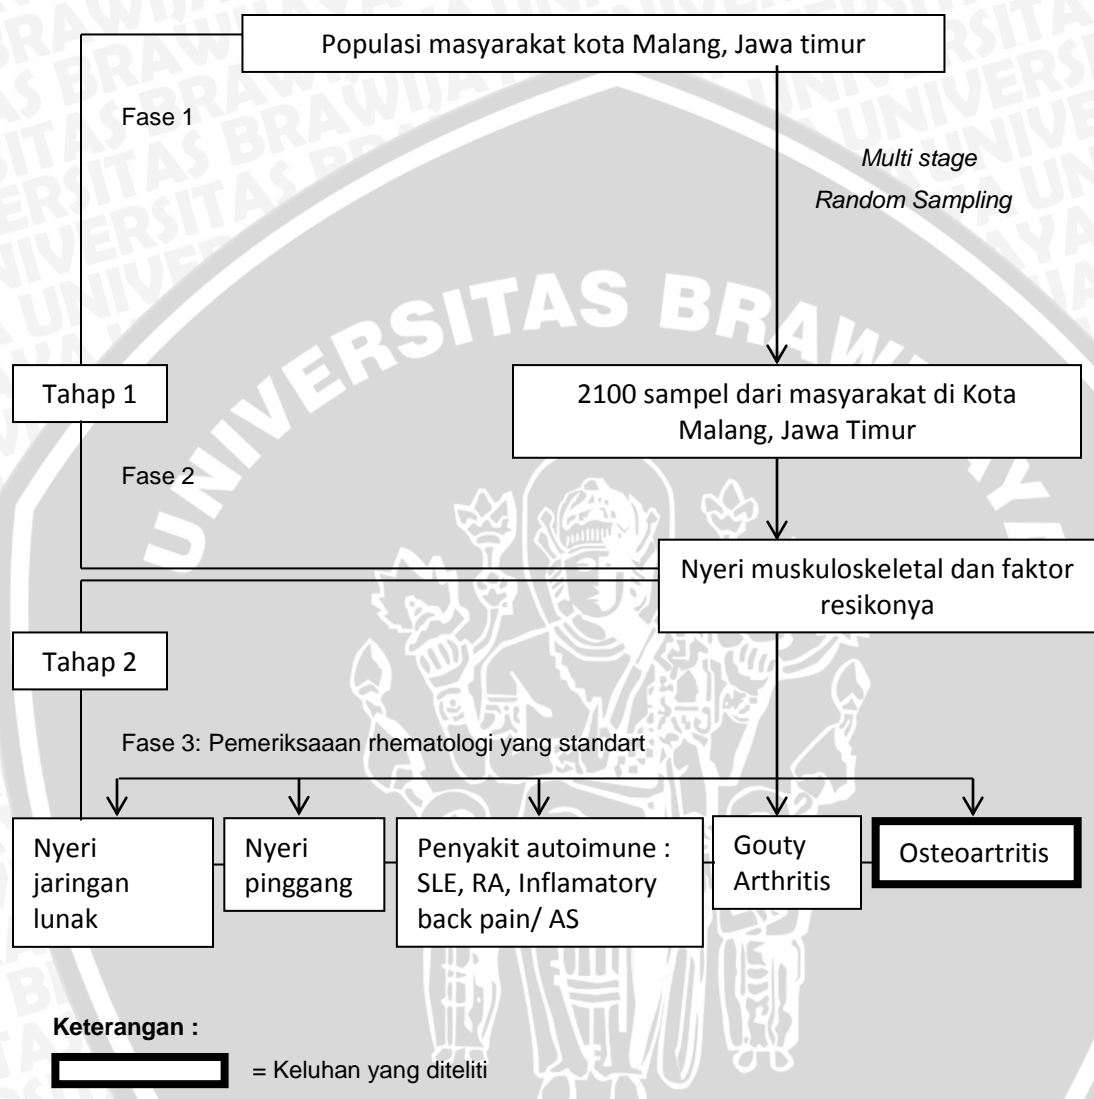 Populasi masyarakat kota Malang, Jawa timur
Fase 1
Multi stage
Random Sampling
UNIVERSITAS BRAWIJAYA
Tahap 1
2100 sampel dari masyarakat di Kota
Malang, Jawa Timur
Fase 2
Nyeri muskuloskeletal dan faktor
resikonya
Tahap 2
Fase 3: Pemeriksaaan rhematologi yang standart
Nyeri
jaringan
lunak
Nyeri
pinggang
Penyakit autoimune :
SLE, RA, Inflamatory
back pain/ AS
Gouty
Arthritis
Osteoartritis
Keterangan :
= Keluhan yang diteliti